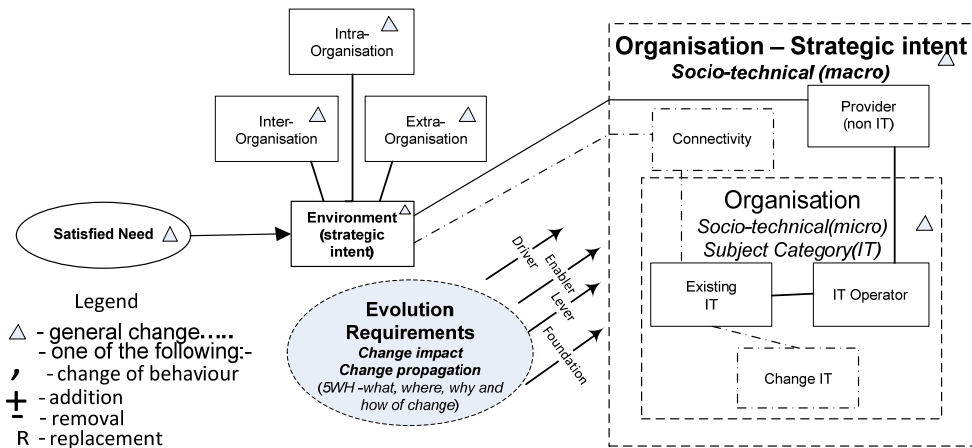 Intra-
Organisation
Inter-
Organisation
Extra-
Organisation
Satisfied Need
Environment
(strategic
intent)
Organisation – Strategic intent
Socio-technical (macro)
Provider
(non IT)
Connectivity
Organisation
Socio-technical(micro)
Subject Category(IT)
Existing
IT
IT Operator
Change IT
Driver
Enabler
Lever
Foundation
Evolution
Requirements
Change impact
Change propagation
(5WH -what, where, why and
how of change)
Legend
- general change.....
- one of the following:-
, - change of behaviour
+ - addition
- - removal
R - replacement